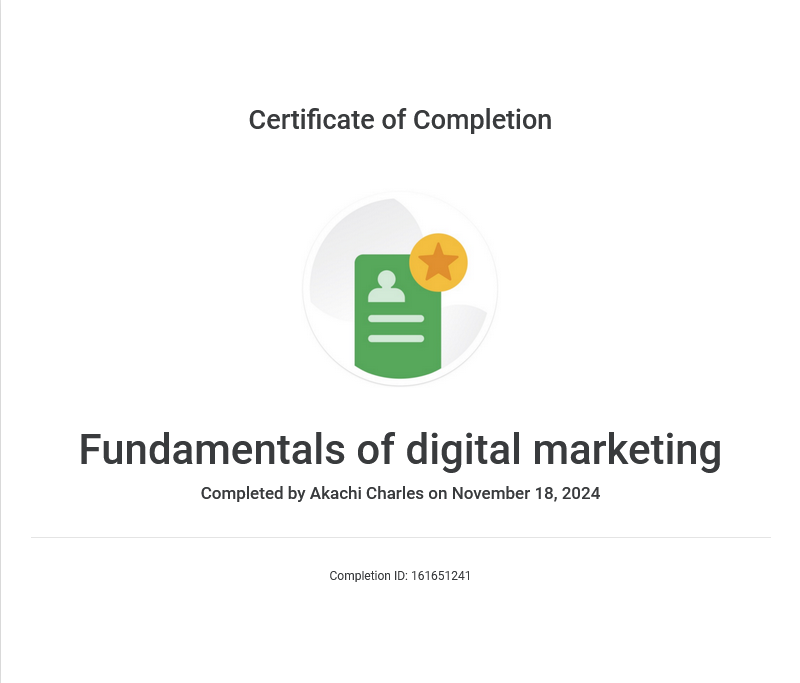 Certificate of Completion
Fundamentals of digital marketing
Completed by Akachi Charles on November 18, 2024
Completion ID: 161651241